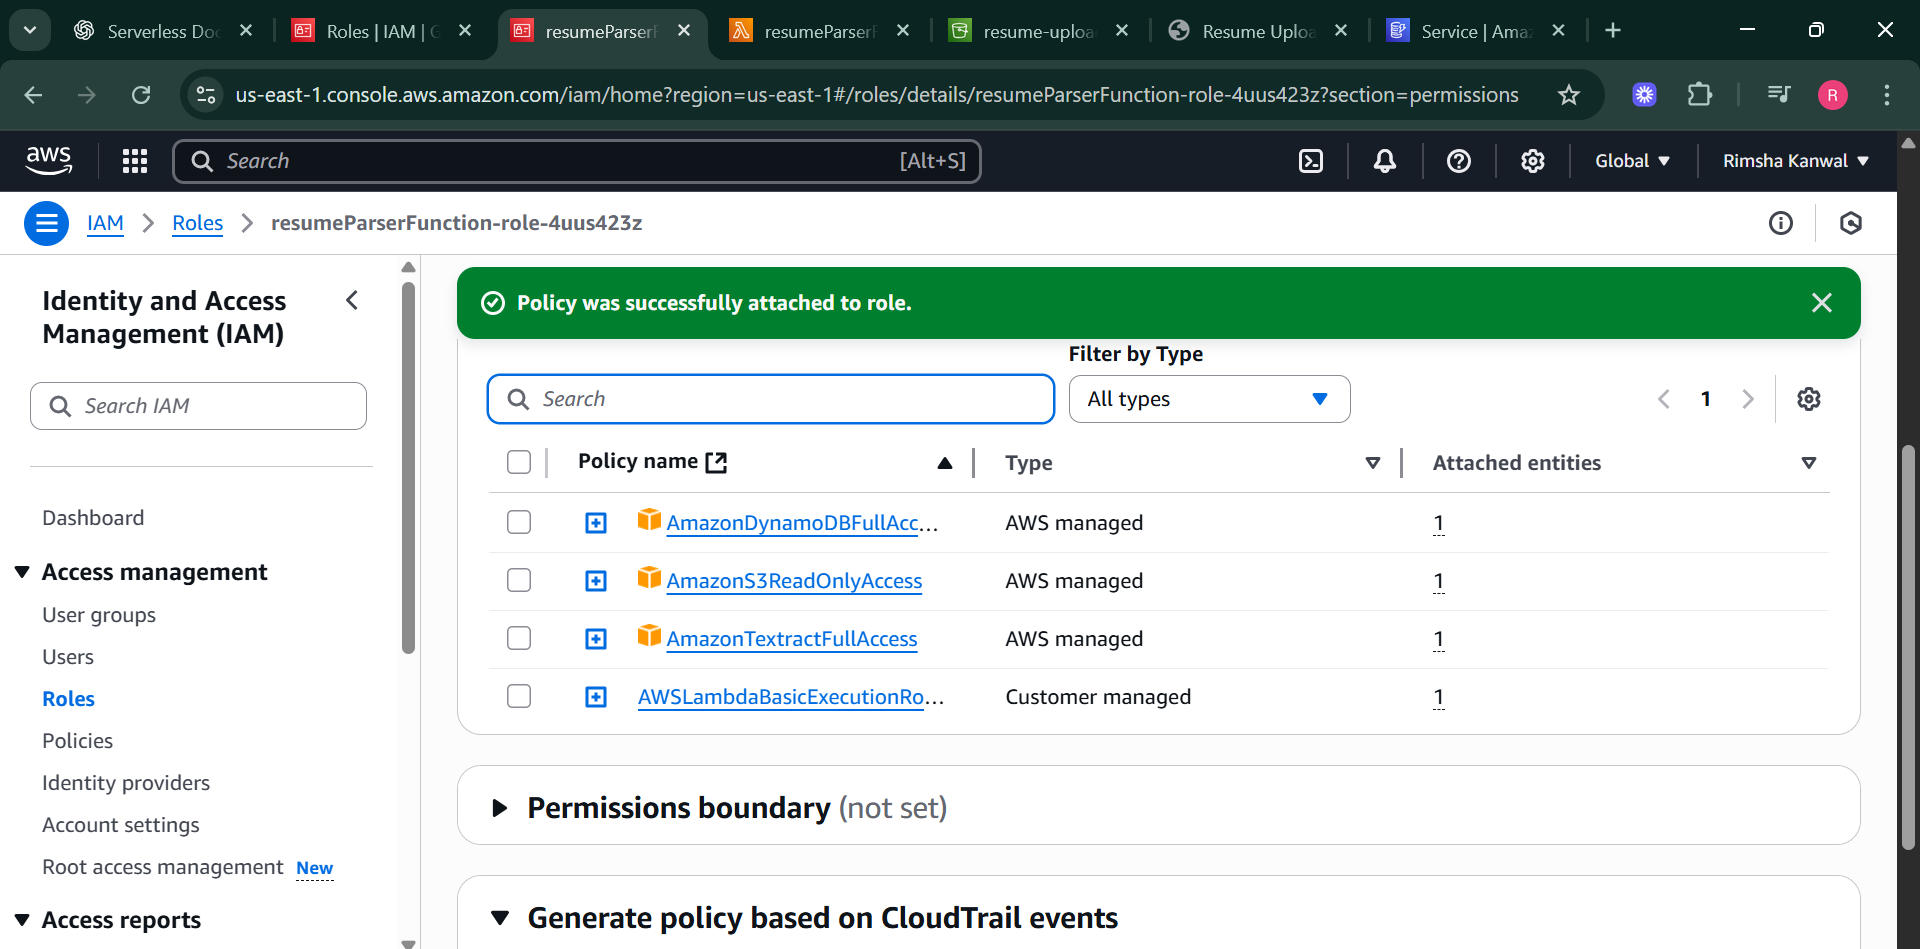 Serverless Doc
Roles | IAM | G
resumeParserF
resumeParserF
resume-uploa
Resume Uploa
Service | Amaz
us-east-1.console.aws.amazon.com/iam/home?region=us-east-1#/roles/details/resumeParserFunction-role-4uus423z?section=permissions
R
aws
Search
[Alt+S]
Global
Rimsha Kanwal
IAM
Roles
resumeParserFunction-role-4uus423z
Identity and Access
Management (IAM)
Search IAM
Dashboard
Access management
User groups
Users
Roles
Policies
Identity providers
Account settings
Root access management New
Access reports
Policy was successfully attached to role.
Filter by Type
Search
All types
1
Policy name
Type
Attached entities
AmazonDynamoDBFullAcc...
AWS managed
1
AmazonS3ReadOnlyAccess
AWS managed
1
AmazonTextractFullAccess
AWS managed
1
AWSLambdaBasicExecutionRo...
Customer managed
1
Permissions boundary (not set)
Generate policy based on CloudTrail events